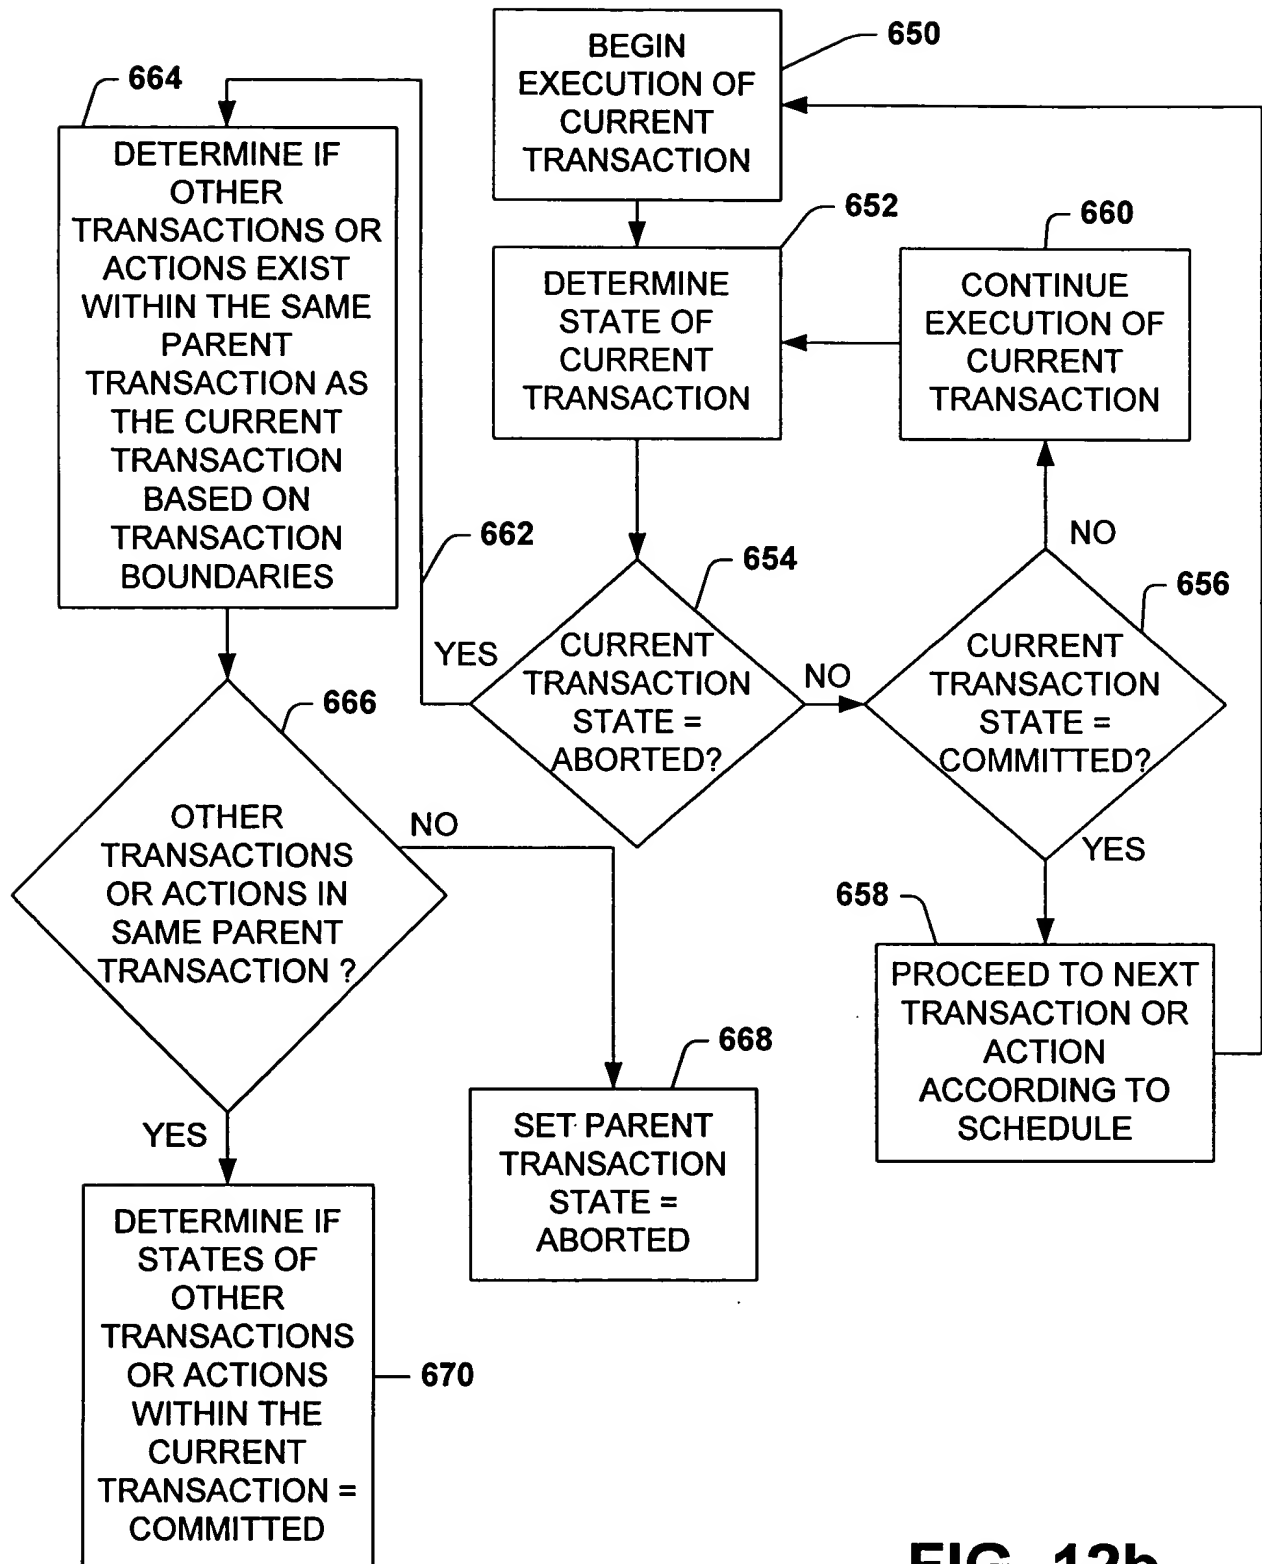 650
BEGIN
EXECUTION OF
CURRENT
TRANSACTION
664
DETERMINE IF
OTHER
TRANSACTIONS OR
ACTIONS EXIST
WITHIN THE SAME
PARENT
TRANSACTION AS
THE CURRENT
TRANSACTION
BASED ON
TRANSACTION
BOUNDARIES
652
DETERMINE
STATE OF
CURRENT
TRANSACTION
660
CONTINUE
EXECUTION OF
CURRENT
TRANSACTION
662
654
YES
CURRENT
TRANSACTION
STATE =
ABORTED?
NO
656
NO
CURRENT
TRANSACTION
STATE =
COMMITTED?
YES
666
OTHER
TRANSACTIONS
OR ACTIONS IN
SAME PARENT
TRANSACTION ?
NO
YES
658
PROCEED TO NEXT
TRANSACTION OR
ACTION
ACCORDING TO
SCHEDULE
668
SET PARENT
TRANSACTION
STATE =
ABORTED
DETERMINE IF
STATES OF
OTHER
TRANSACTIONS
OR ACTIONS
WITHIN THE
CURRENT
TRANSACTION =
COMMITTED
670
FIG. 12b